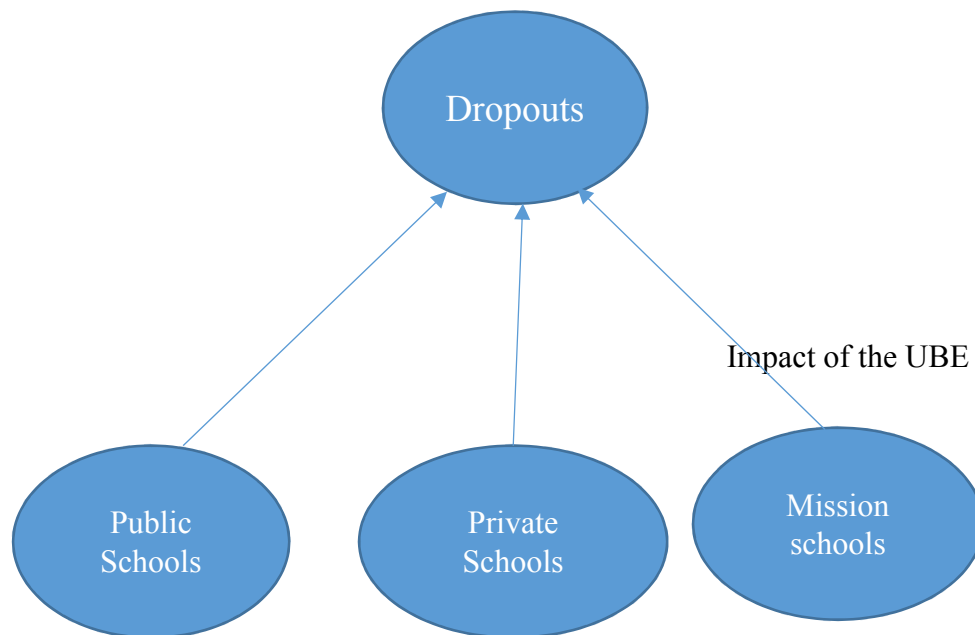 Dropouts
Impact of the UBE
Public
Schools
Private
Schools
Mission
schools